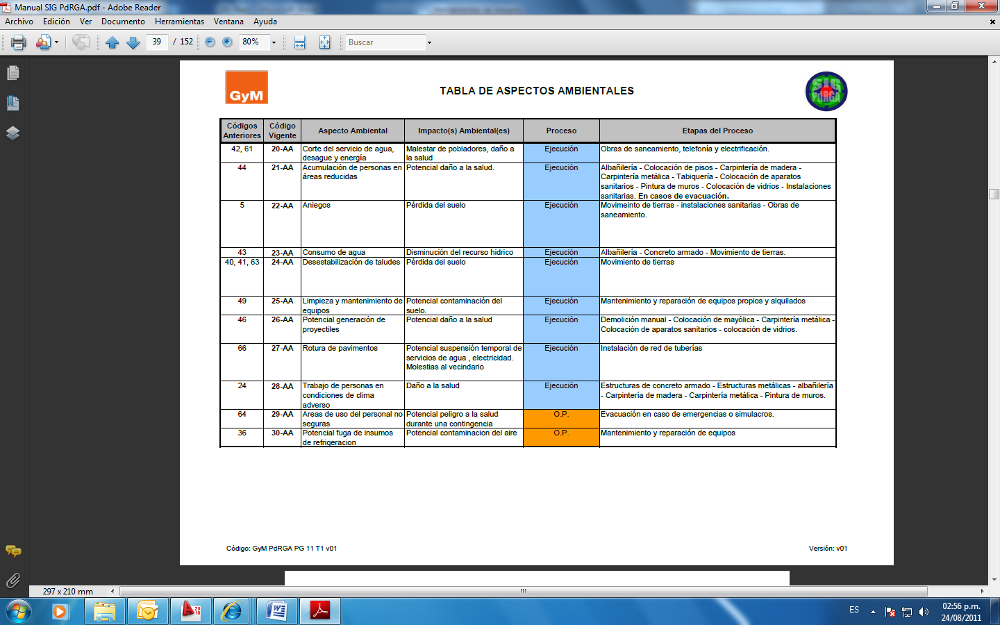 Manual SIG PdRGA.pdf - Adobe Reader
Archivo Edición Ver Documento Herramientas Ventana Ayuda
39 / 152 80% Buscar
GyM
TABLA DE ASPECTOS AMBIENTALES
SIG
PdRGA
Códigos Anteriores Código Vigente Aspecto Ambiental Impacto(s) Ambiental(es) Proceso Etapas del Proceso
42, 61 20-AA Corte del servicio de agua, Malestar de pobladores, daño a Ejecución Obras de saneamiento, telefonía y electrificación.
desague y energía la salud
44 21-AA Acumulación de personas en Potencial daño a la salud. Ejecución Albañilería - Colocación de pisos - Carpintería de madera -
áreas reducidas Carpintería metálica - Tabiquería - Colocación de aparatos
sanitarios - Pintura de muros - Colocación de vidrios - Instalaciones
sanitarias. En casos de evacuación.
5 22-AA Aniegos Pérdida del suelo Ejecución Movimeinto de tierras - instalaciones sanitarias - Obras de
saneamiento.
43 23-AA Consumo de agua Disminución del recurso hidrico Ejecución Albañilería - Concreto armado - Movimiento de tierras.
40, 41, 63 24-AA Desestabilización de taludes Pérdida del suelo Ejecución Movimiento de tierras
49 25-AA Limpieza y mantenimiento de Potencial contaminación del Ejecución Mantenimiento y reparación de equipos propios y alquilados
equipos suelo.
46 26-AA Potencial generación de Potencial daño a la salud Ejecución Demolición manual - Colocación de mayólica - Carpintería metálica -
proyectiles Colocación de aparatos sanitarios - colocación de vidrios.
66 27-AA Rotura de pavimentos Potencial suspensión temporal de Ejecución Instalación de red de tuberías
servicios de agua , electricidad.
Molestias al vecindario
24 28-AA Trabajo de personas en Daño a la salud Ejecución Estructuras de concreto armado - Estructuras metálicas - albañilería
condiciones de clima - Carpintería de madera - Carpintería metálica - Pintura de muros.
adverso
64 29-AA Areas de uso del personal no Potencial peligro a la salud O.P. Evacuación en caso de emergencias o simulacros.
seguras durante una contingencia
36 30-AA Potencial fuga de insumos Potencial contaminacion del aire O.P. Mantenimiento y reparación de equipos
de refrigeracion
Código: GyM PdRGA PG 11 T1 v01 Versión: v01
297 x 210 mm
ES 02:56 p.m.
24/08/2011